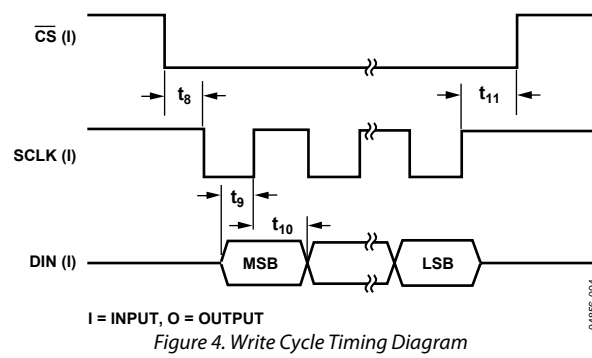 CS (I)
t8
t11
SCLK (I)
t9
t10
DIN (I)
MSB
LSB
I = INPUT, O = OUTPUT
Figure 4. Write Cycle Timing Diagram